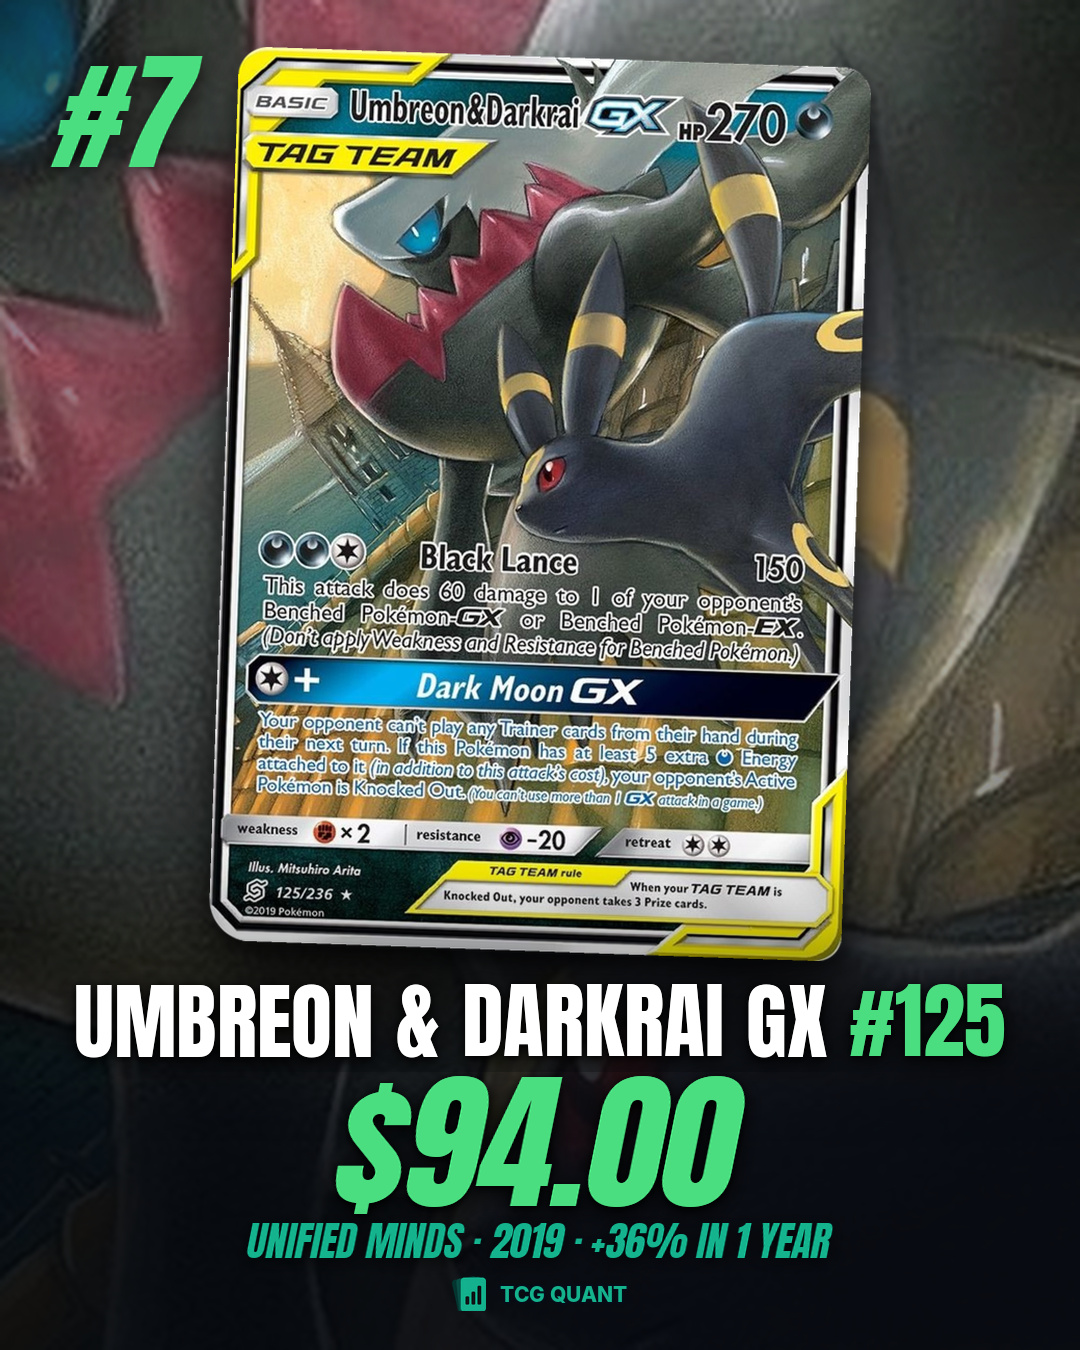 #7
BASIC Umbreon&Darkrai GX HP 270
TAG TEAM
Black Lance 150
This attack does 60 damage to 1 of your opponent's
Benched Pokémon-GX or Benched Pokémon-EX.
(Don't apply Weakness and Resistance for Benched Pokémon.)
+ Dark Moon GX
Your opponent can't play any Trainer cards from their hand during
their next turn. If this Pokémon has at least 5 extra Energy
attached to it (in addition to this attack's cost), your opponent's Active
Pokémon is Knocked Out. (You can't use more than 1 GX attack in a game.)
weakness ×2 resistance -20 retreat
Illus. Mitsuhiro Arita
125/236 ★
©2019 Pokémon
TAG TEAM rule
When your TAG TEAM is
Knocked Out, your opponent takes 3 Prize cards.
UMBREON & DARKRAI GX #125
$94.00
UNIFIED MINDS · 2019 · +36% IN 1 YEAR
TCG QUANT